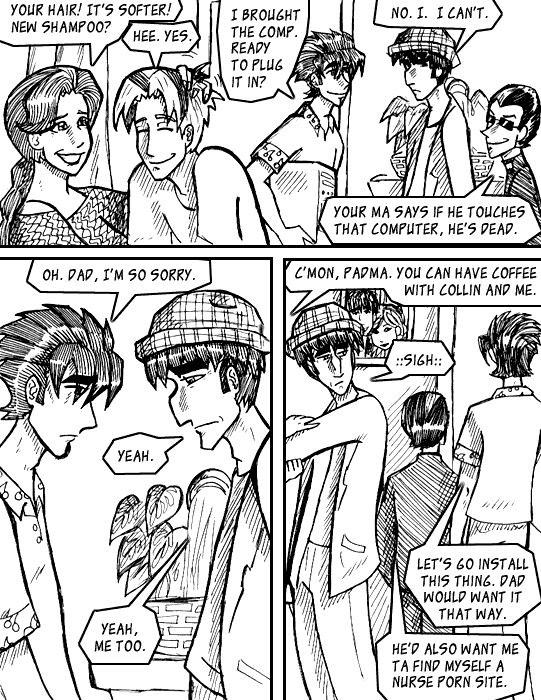 YOUR HAIR! IT'S SOFTER!
NEW SHAMPOO?
HEE. YES.
I BROUGHT
THE COMP.
READY
TO PLUG
IT IN?
NO. I. I CAN'T.
YOUR MA SAYS IF HE TOUCHES
THAT COMPUTER, HE'S DEAD.
OH. DAD, I'M SO SORRY.
YEAH.
YEAH,
ME TOO.
C'MON, PADMA. YOU CAN HAVE COFFEE
WITH COLLIN AND ME.
::SIGH::
LET'S GO INSTALL
THIS THING. DAD
WOULD WANT IT
THAT WAY.
HE'D ALSO WANT ME
TA FIND MYSELF A
NURSE PORN SITE.